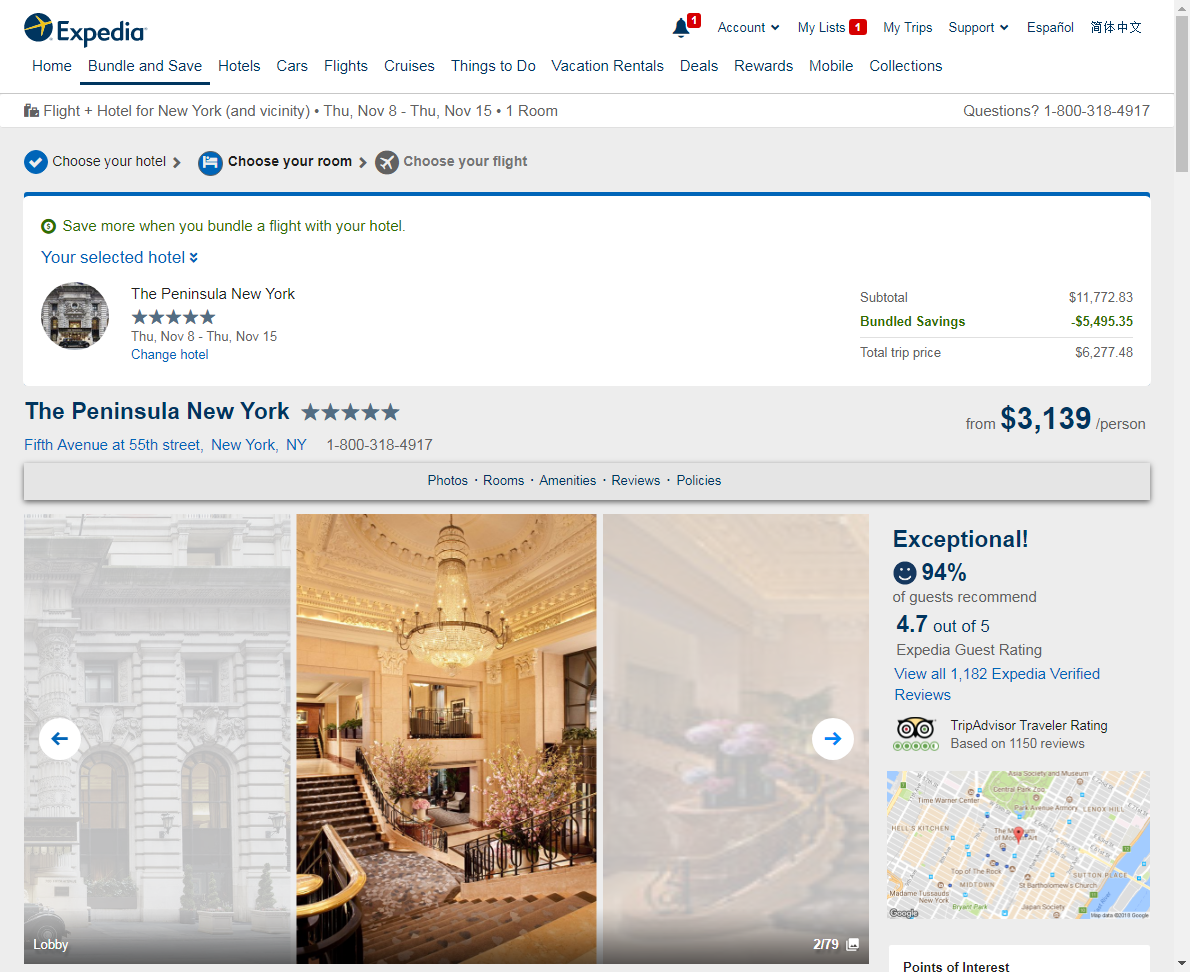 Expedia
1
Account
My Lists 1
My Trips
Support
Español
简体中文
Home
Bundle and Save
Hotels
Cars
Flights
Cruises
Things to Do
Vacation Rentals
Deals
Rewards
Mobile
Collections
Flight + Hotel for New York (and vicinity) • Thu, Nov 8 - Thu, Nov 15 • 1 Room
Questions? 1-800-318-4917
Choose your hotel
Choose your room
Choose your flight
Save more when you bundle a flight with your hotel.
Your selected hotel
The Peninsula New York
Thu, Nov 8 - Thu, Nov 15
Change hotel
Subtotal $11,772.83
Bundled Savings -$5,495.35
Total trip price $6,277.48
The Peninsula New York
from $3,139 /person
Fifth Avenue at 55th street, New York, NY 1-800-318-4917
Photos · Rooms · Amenities · Reviews · Policies
Lobby
2/79
Exceptional!
94%
of guests recommend
4.7 out of 5
Expedia Guest Rating
View all 1,182 Expedia Verified
Reviews
TripAdvisor Traveler Rating
Based on 1150 reviews
Asia Society and Museum
Central Park Zoo
Time Warner Center
Park Avenue Armory
LENOX HILL
HELL'S KITCHEN
The Museum
of Modern Art
Top of The Rock
SUTTON PLACE
MIDTOWN
St Bartholomew's Church
Madame Tussauds
New York
Bryant Park
Japan Society
Google
Map data ©2018 Google
Points of Interest